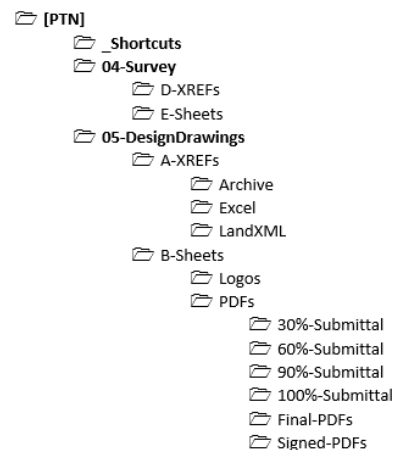 [PTN]
_Shortcuts
04-Survey
D-XREFs
E-Sheets
05-DesignDrawings
A-XREFs
Archive
Excel
LandXML
B-Sheets
Logos
PDFs
30%-Submittal
60%-Submittal
90%-Submittal
100%-Submittal
Final-PDFs
Signed-PDFs